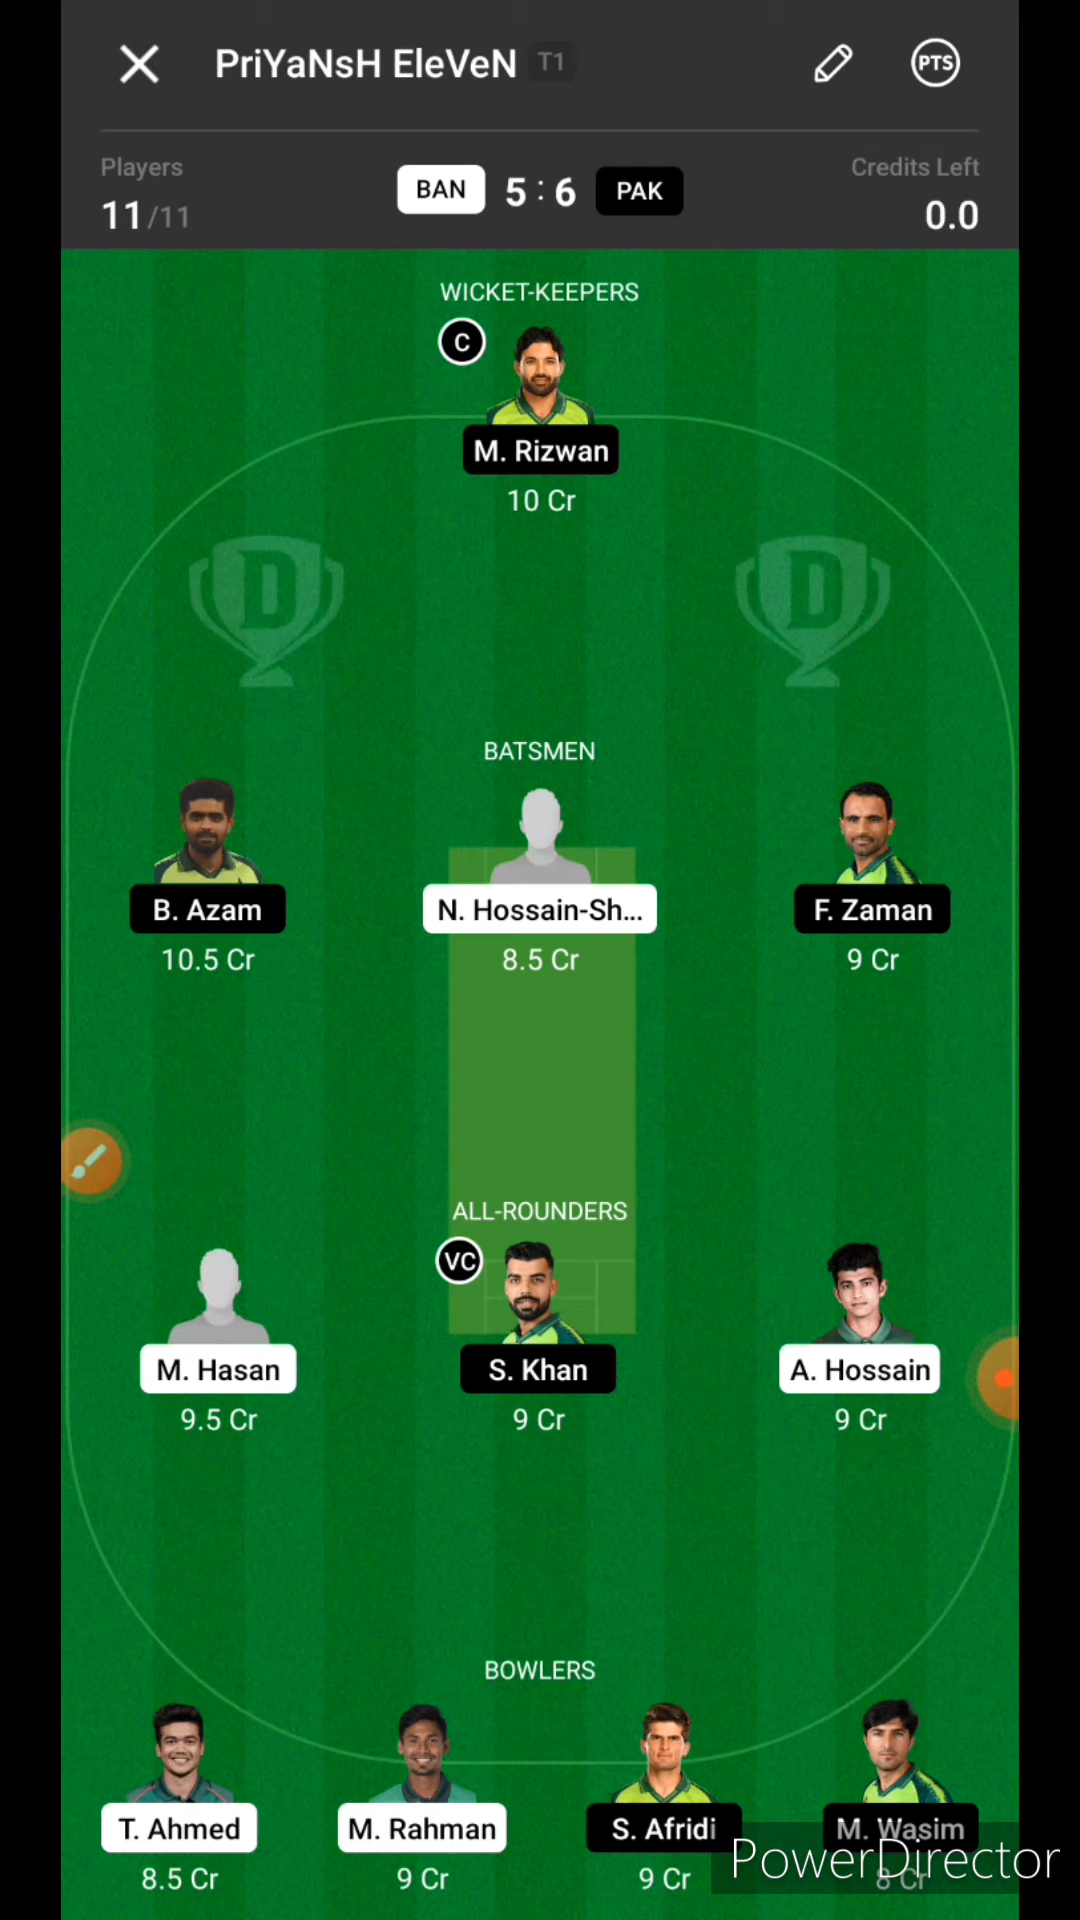 PriYaNsH EleVeN T1 PTS
Players BAN 5 : 6 PAK Credits Left
11/11 0.0
WICKET-KEEPERS
C
M. Rizwan
10 Cr
D D
BATSMEN
B. Azam N. Hossain-Sh... F. Zaman
10.5 Cr 8.5 Cr 9 Cr
ALL-ROUNDERS
VC
M. Hasan S. Khan A. Hossain
9.5 Cr 9 Cr 9 Cr
BOWLERS
T. Ahmed M. Rahman S. Afridi M. Wasim
8.5 Cr 9 Cr 9 Cr 8 Cr
PowerDirector